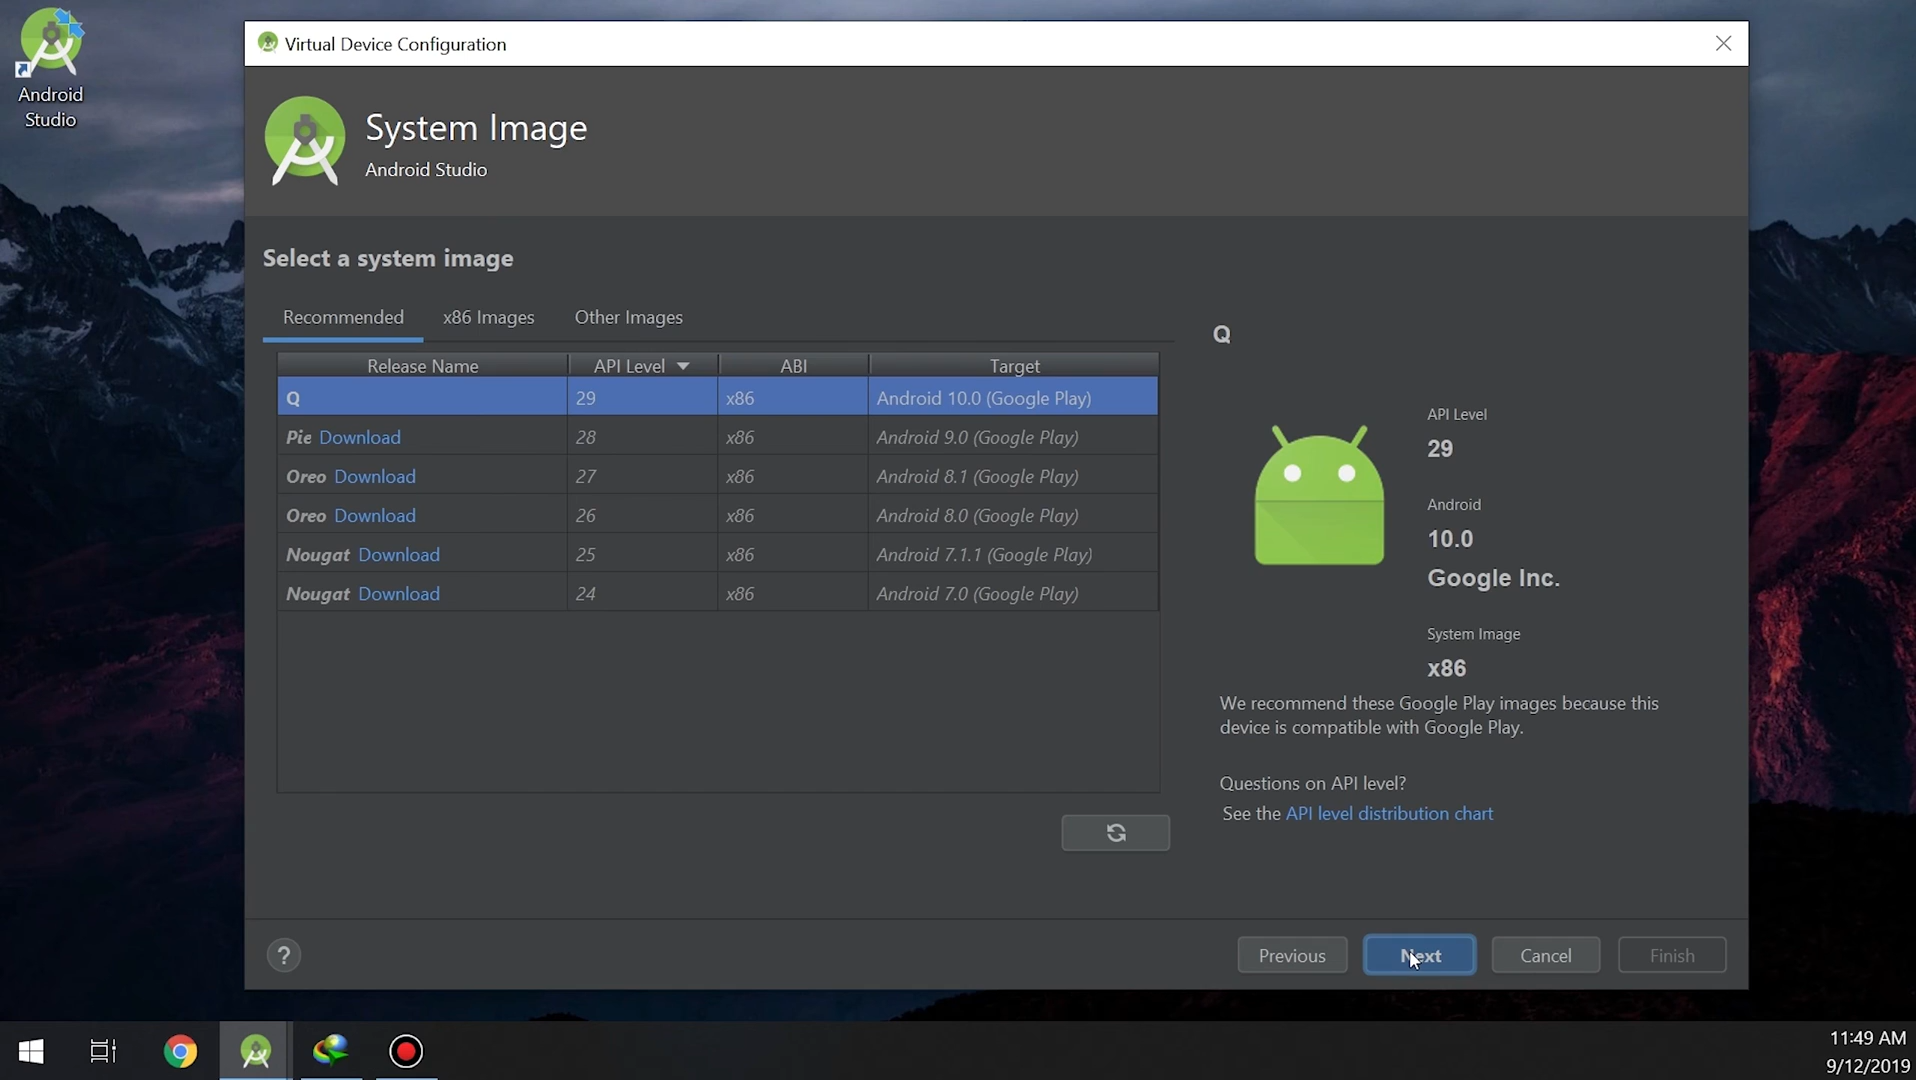 Android
Studio
Virtual Device Configuration
System Image
Android Studio
Select a system image
Recommended x86 Images Other Images
Release Name API Level ABI Target
Q 29 x86 Android 10.0 (Google Play)
Pie Download 28 x86 Android 9.0 (Google Play)
Oreo Download 27 x86 Android 8.1 (Google Play)
Oreo Download 26 x86 Android 8.0 (Google Play)
Nougat Download 25 x86 Android 7.1.1 (Google Play)
Nougat Download 24 x86 Android 7.0 (Google Play)
Q
API Level
29
Android
10.0
Google Inc.
System Image
x86
We recommend these Google Play images because this
device is compatible with Google Play.
Questions on API level?
See the API level distribution chart
? Previous Next Cancel Finish
11:49 AM
9/12/2019